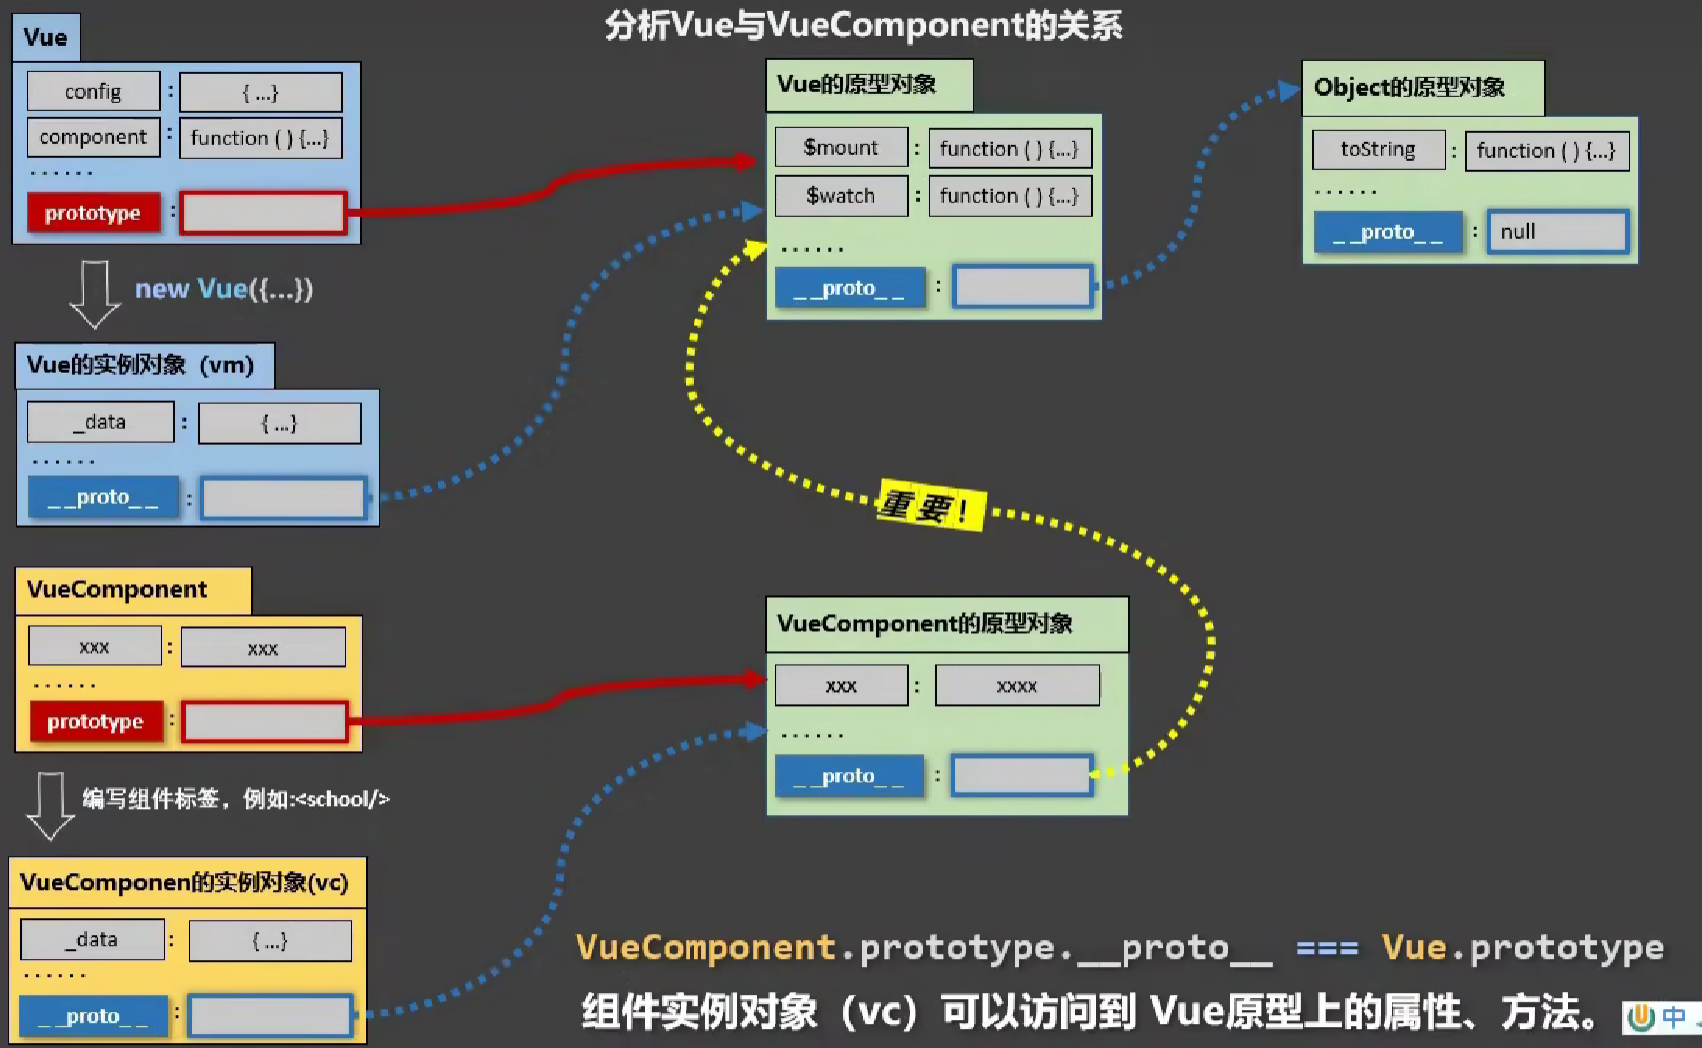 分析Vue与VueComponent的关系
Vue
config : { ...}
component : function ( ) {...}
......
prototype :
new Vue({...})
Vue的实例对象（vm）
_data : { ...}
......
__proto__ :
VueComponent
xxx : xxx
......
prototype :
编写组件标签，例如:<school/>
VueComponen的实例对象(vc)
_data : { ...}
......
__proto__ :
Vue的原型对象
$mount : function ( ) {...}
$watch : function ( ) {...}
......
__proto__ :
Object的原型对象
toString : function ( ) {...}
......
__proto__ : null
重要！
VueComponent的原型对象
xxx : xxxx
......
__proto__ :
VueComponent.prototype.__proto__ === Vue.prototype
组件实例对象（vc）可以访问到 Vue原型上的属性、方法。
中